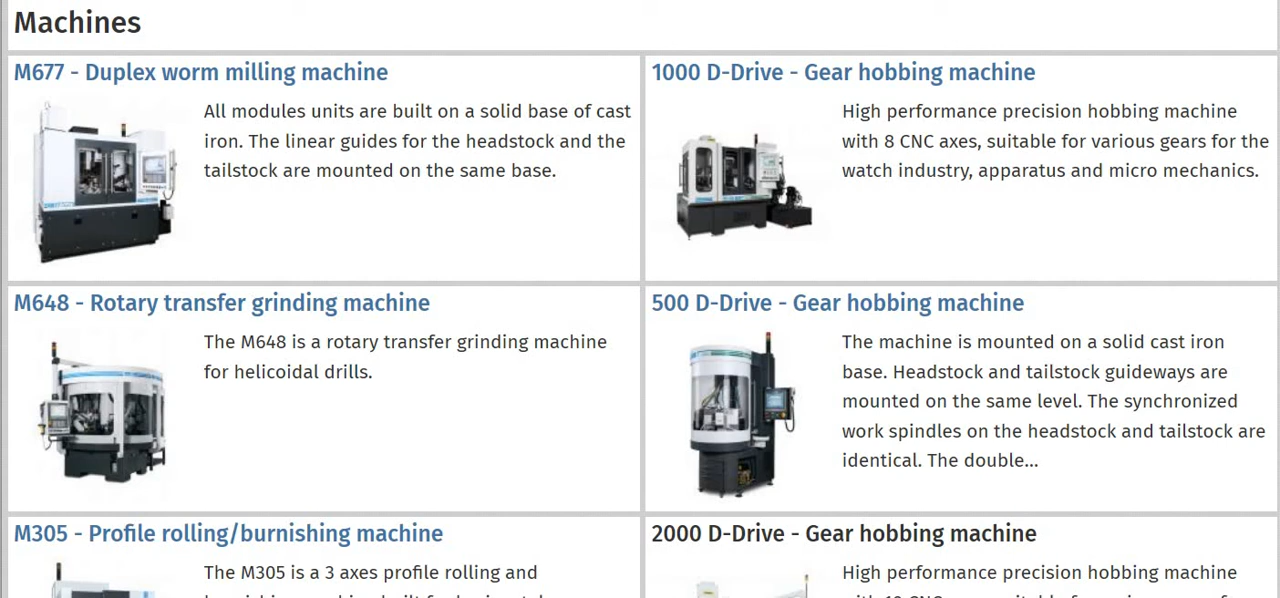 Machines
M677 - Duplex worm milling machine
All modules units are built on a solid base of cast
iron. The linear guides for the headstock and the
tailstock are mounted on the same base.
1000 D-Drive - Gear hobbing machine
High performance precision hobbing machine
with 8 CNC axes, suitable for various gears for the
watch industry, apparatus and micro mechanics.
M648 - Rotary transfer grinding machine
The M648 is a rotary transfer grinding machine
for helicoidal drills.
500 D-Drive - Gear hobbing machine
The machine is mounted on a solid cast iron
base. Headstock and tailstock guideways are
mounted on the same level. The synchronized
work spindles on the headstock and tailstock are
identical. The double...
M305 - Profile rolling/burnishing machine
The M305 is a 3 axes profile rolling and
2000 D-Drive - Gear hobbing machine
High performance precision hobbing machine